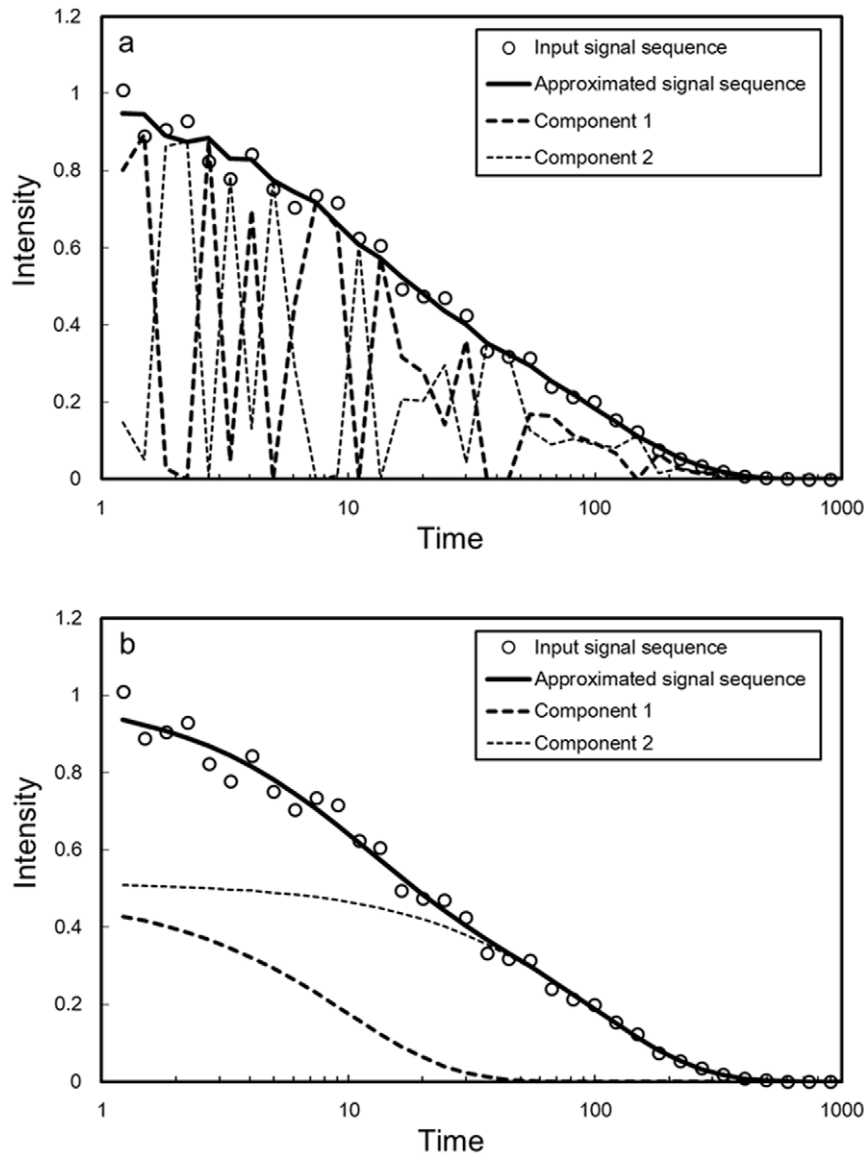 a
1.2
1
0.8
0.6
0.4
0.2
0
Intensity
Input signal sequence
Approximated signal sequence
Component 1
Component 2
1 10 100 1000
Time
b
1.2
1
0.8
0.6
0.4
0.2
0
Intensity
Input signal sequence
Approximated signal sequence
Component 1
Component 2
1 10 100 1000
Time